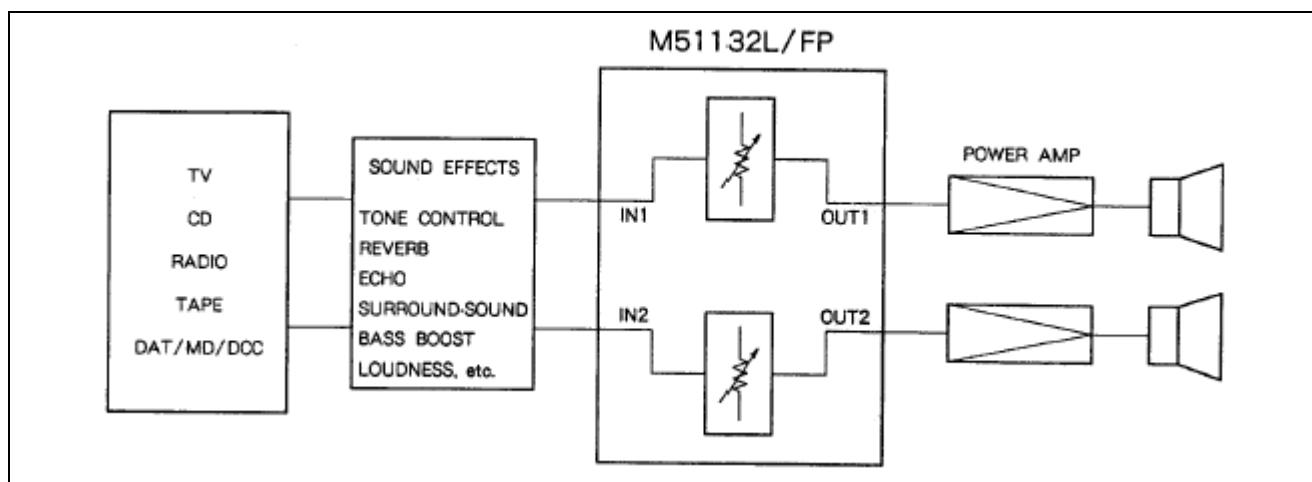 M51132L/FP
TV
CD
RADIO
TAPE
DAT/MD/DCC
SOUND EFFECTS
TONE CONTROL
REVERB
ECHO
SURROUND-SOUND
BASS BOOST
LOUDNESS, etc.
IN1
OUT1
IN2
OUT2
POWER AMP